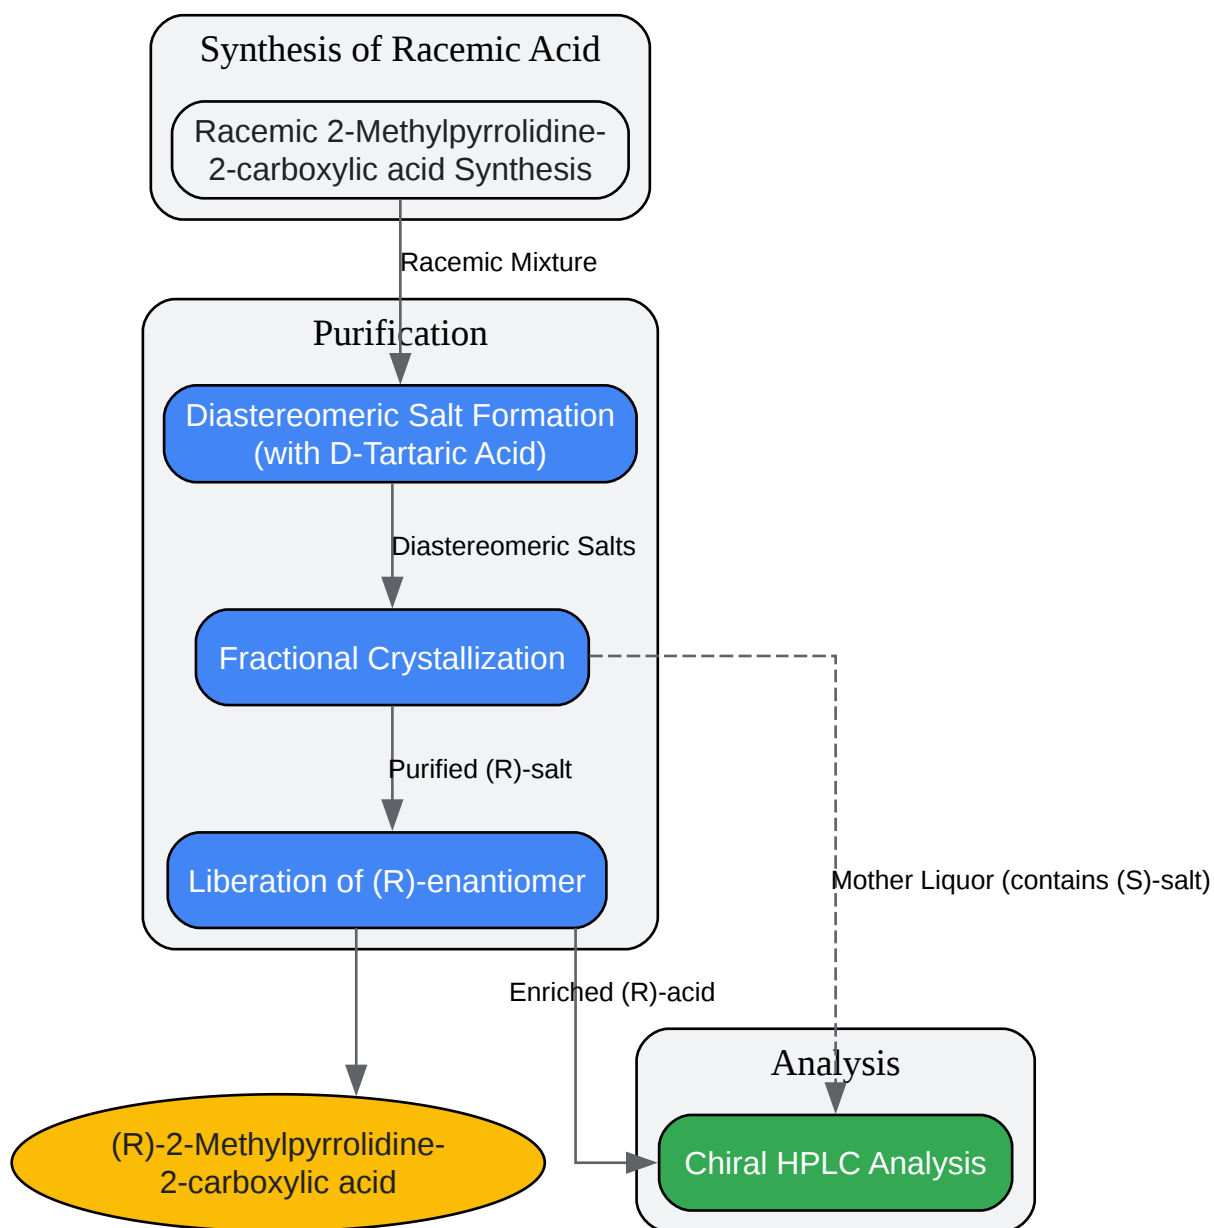 Synthesis of Racemic Acid
Racemic 2-Methylpyrrolidine-
2-carboxylic acid Synthesis
Racemic Mixture
Purification
Diastereomeric Salt Formation
(with D-Tartaric Acid)
Diastereomeric Salts
Fractional Crystallization
Purified (R)-salt
Liberation of (R)-enantiomer
Mother Liquor (contains (S)-salt)
Enriched (R)-acid
Analysis
(R)-2-Methylpyrrolidine-
2-carboxylic acid
Chiral HPLC Analysis